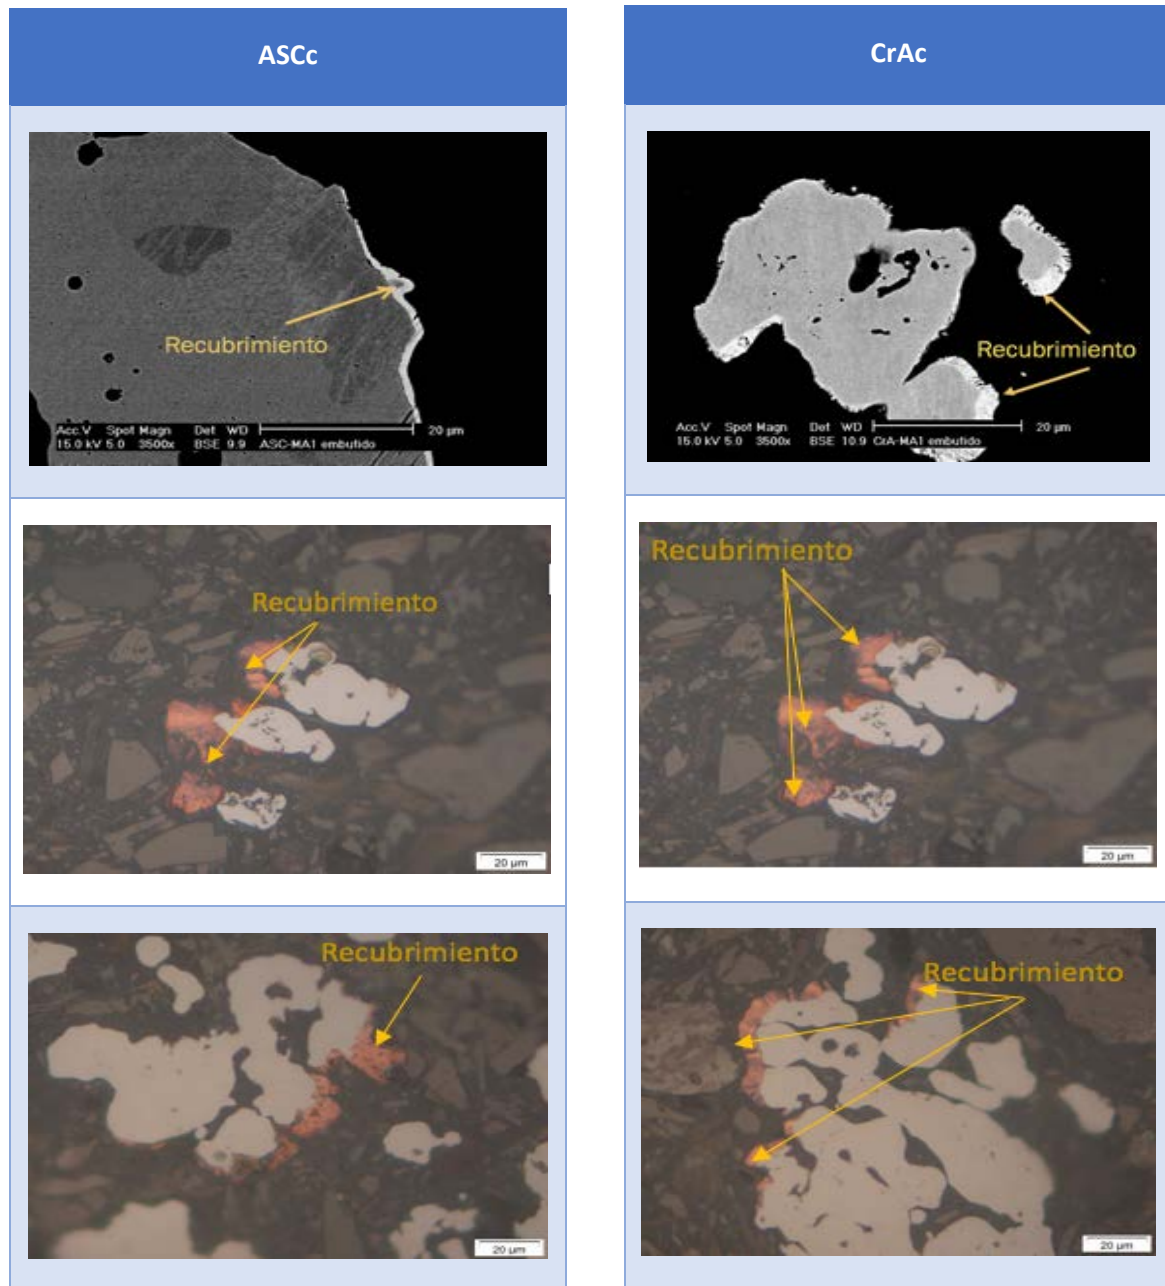 ASCc
CrAc
Recubrimiento
Acc.V Spot Magn Det WD 20 µm
15.0 kV 5.0 3500x BSE 9.9 ASC-MA1 embutido
Recubrimiento
Acc.V Spot Magn Det WD 20 µm
15.0 kV 5.0 3500x BSE 10.9 CrA-MA1 embutido
Recubrimiento
20 µm
Recubrimiento
20 µm
Recubrimiento
20 µm
Recubrimiento
20 µm